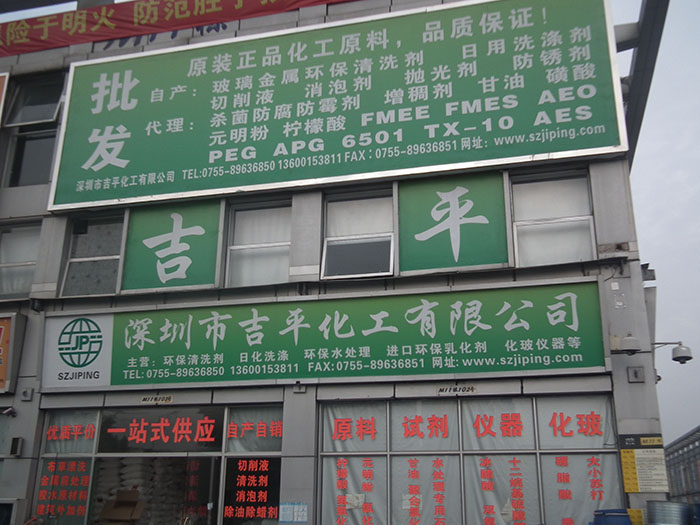 险于明火 防范胜于
批发
原装正品化工原料，品质保证！
自产：玻璃金属环保清洗剂 日用洗涤剂
切削液 消泡剂 抛光剂 防锈剂
代理：杀菌防腐防霉剂 增稠剂 甘油 磺酸
元明粉 柠檬酸 FMEE FMES AEO
PEG APG 6501 TX-10 AES
深圳市吉平化工有限公司 TEL:0755-89636850 13600153811 FAX：0755-89636851 网址：www.szjiping.com
吉平
JP
SZJIPING
深圳市吉平化工有限公司
主营：环保清洗剂 日化洗涤 环保水处理 进口环保乳化剂 化玻仪器等
TEL:0755-89636850 13600153811 FAX:0755-89636851 网址:www.szjiping.com
优质平价 一站式供应 自产自销
原料 试剂 仪器 化玻
切削液
清洗剂
消泡剂
除油除蜡剂
大小苏打